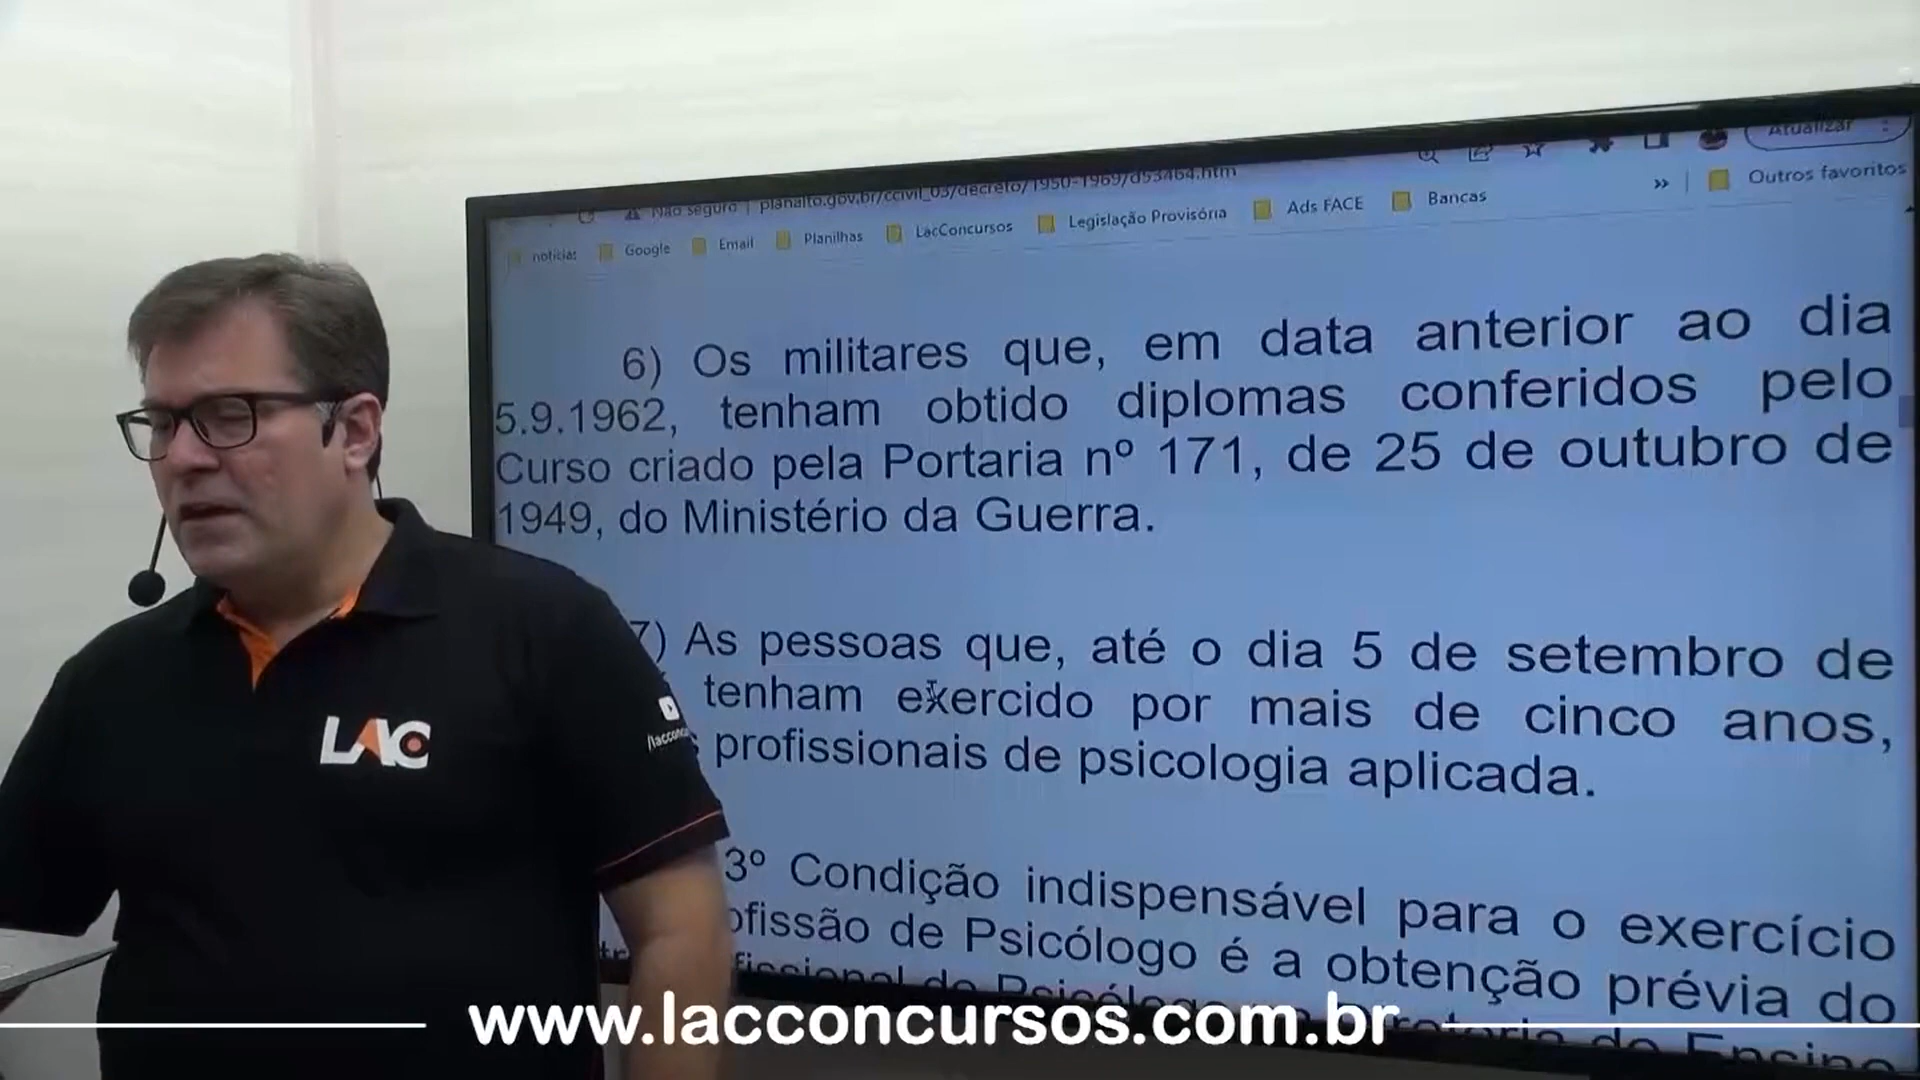 Atualizar
Não seguro | planalto.gov.br/ccivil_03/decreto/1950-1969/d53464.htm
notícias Google Email Planilhas LacConcursos Legislação Provisória Ads FACE Bancas » Outros favoritos
6) Os militares que, em data anterior ao dia
5.9.1962, tenham obtido diplomas conferidos pelo
Curso criado pela Portaria nº 171, de 25 de outubro de
1949, do Ministério da Guerra.
7) As pessoas que, até o dia 5 de setembro de
tenham exercido por mais de cinco anos,
profissionais de psicologia aplicada.
3º Condição indispensável para o exercício
ofissão de Psicólogo é a obtenção prévia do
LAC
www.lacconcursos.com.br